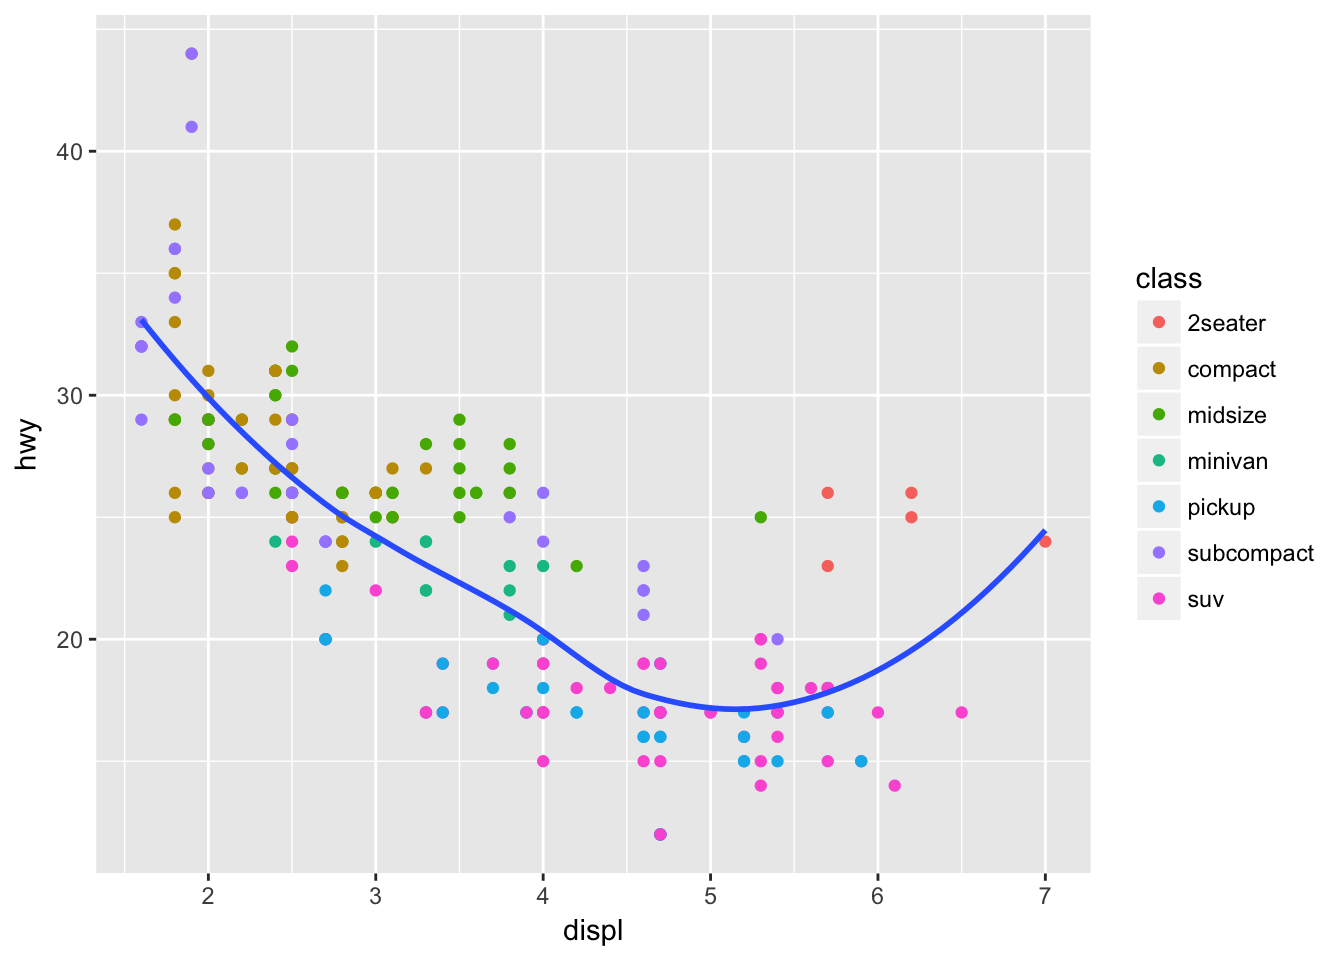 40
30
20
hwy
2
3
4
5
6
7
displ
class
2seater
compact
midsize
minivan
pickup
subcompact
suv